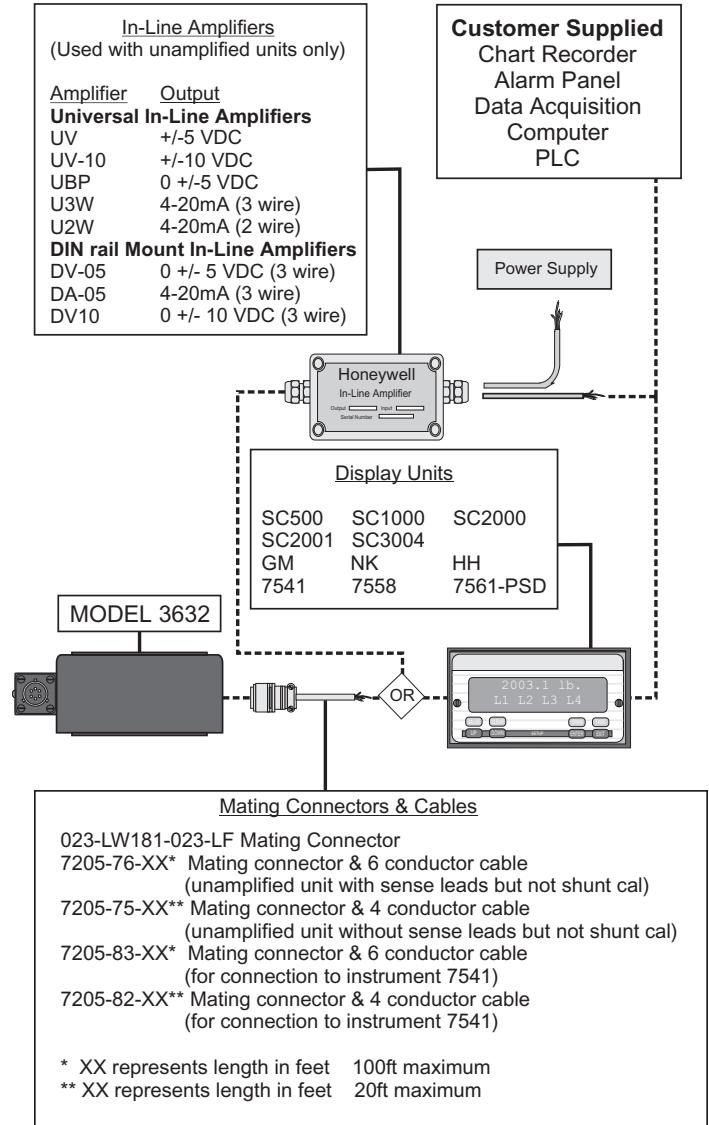 In-Line Amplifiers
(Used with unamplified units only)
Amplifier Output
Universal In-Line Amplifiers
UV +/-5 VDC
UV-10 +/-10 VDC
UBP 0 +/-5 VDC
U3W 4-20mA (3 wire)
U2W 4-20mA (2 wire)
DIN rail Mount In-Line Amplifiers
DV-05 0 +/- 5 VDC (3 wire)
DA-05 4-20mA (3 wire)
DV10 0 +/- 10 VDC (3 wire)
Customer Supplied
Chart Recorder
Alarm Panel
Data Acquisition
Computer
PLC
Power Supply
Honeywell
In-Line Amplifier
Output Input
Serial Number
Display Units
SC500 SC1000 SC2000
SC2001 SC3004
GM NK HH
7541 7558 7561-PSD
MODEL 3632
OR
2003.1 lb.
L1 L2 L3 L4
UP DOWN SETUP ENTER EXIT
Mating Connectors & Cables
023-LW181-023-LF Mating Connector
7205-76-XX* Mating connector & 6 conductor cable
(unamplified unit with sense leads but not shunt cal)
7205-75-XX** Mating connector & 4 conductor cable
(unamplified unit without sense leads but not shunt cal)
7205-83-XX* Mating connector & 6 conductor cable
(for connection to instrument 7541)
7205-82-XX** Mating connector & 4 conductor cable
(for connection to instrument 7541)
* XX represents length in feet 100ft maximum
** XX represents length in feet 20ft maximum